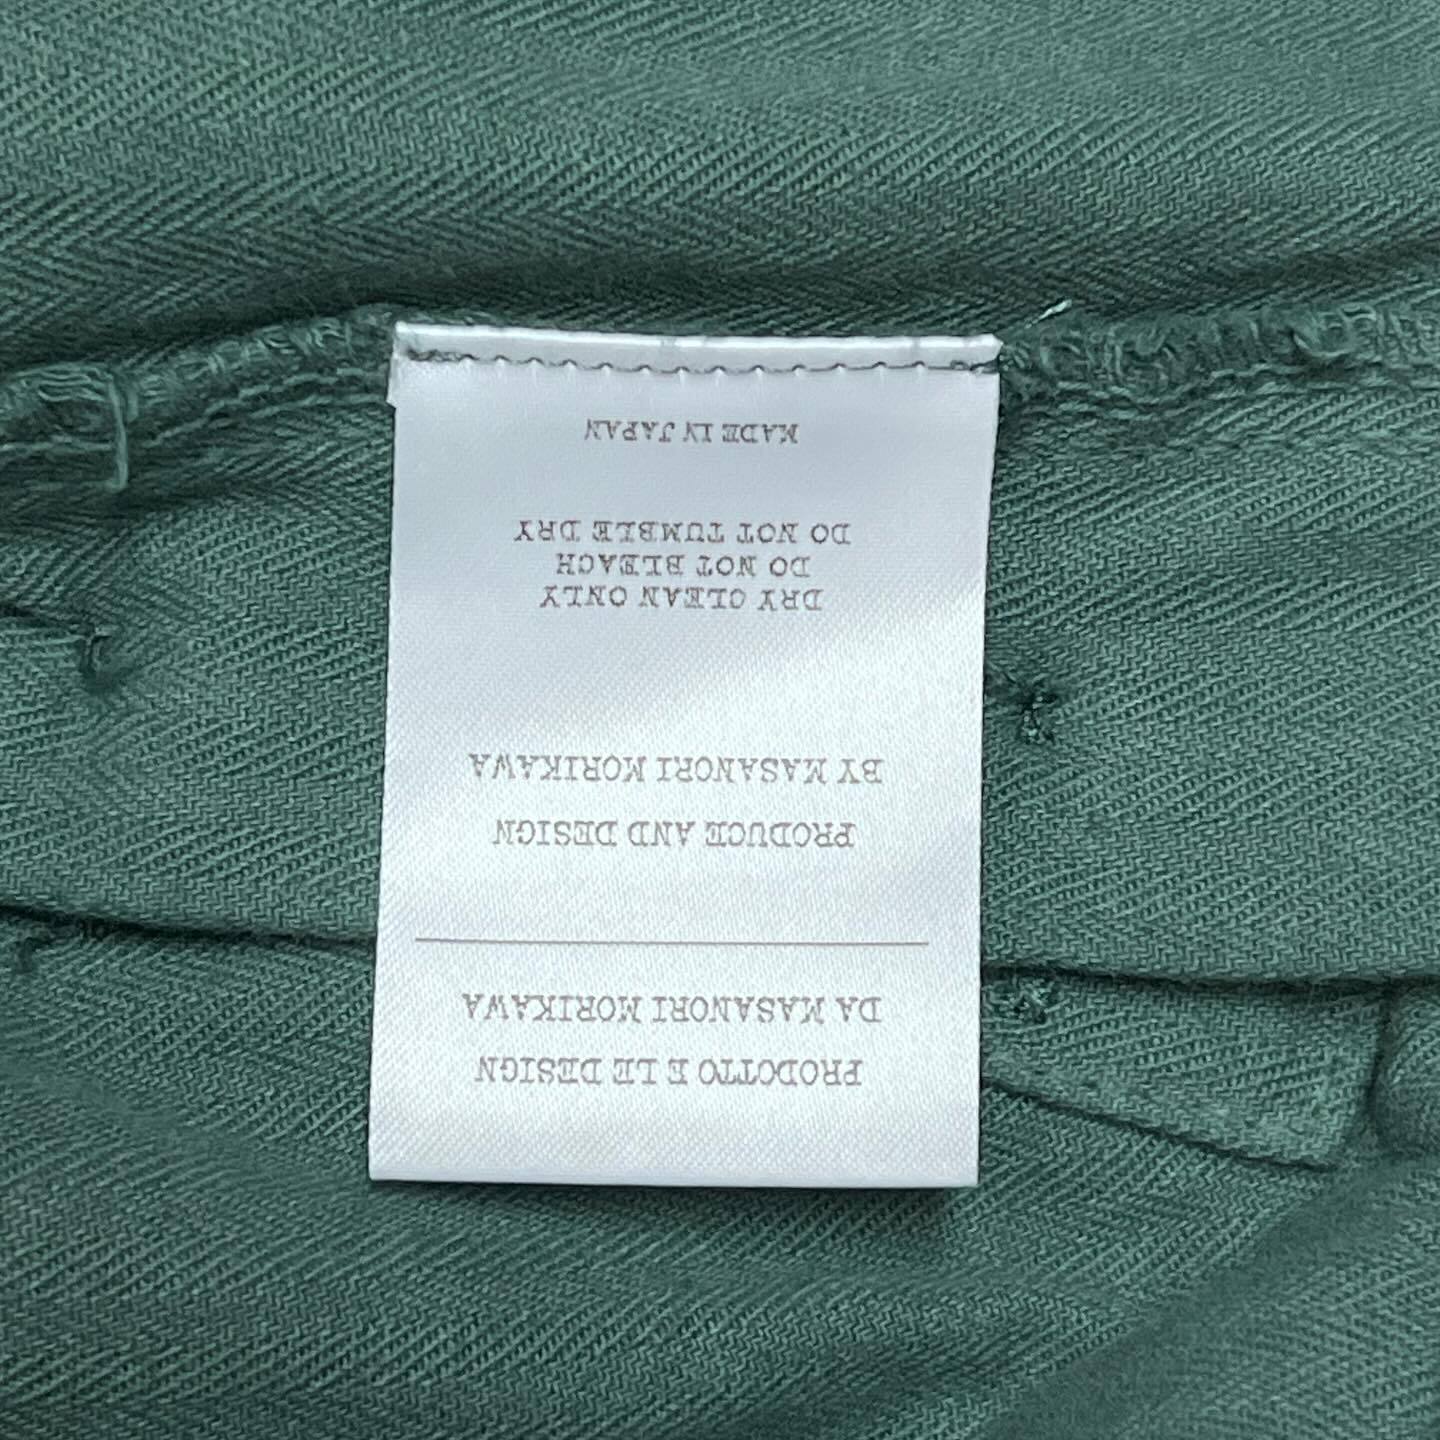 PRODOTTO E LE DESIGN
DA MASANORI MORIKAWA
PRODUCE AND DESIGN
BY MASANORI MORIKAWA
DRY CLEAN ONLY
DO NOT BLEACH
DO NOT TUMBLE DRY
MADE IN JAPAN